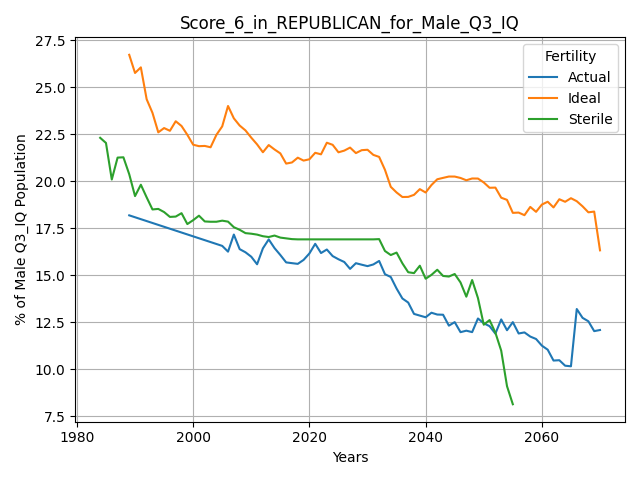 Score_6_in_REPUBLICAN_for_Male_Q3_IQ
27.5
25.0
22.5
20.0
17.5
15.0
12.5
10.0
7.5
% of Male Q3_IQ Population
Fertility
Actual
Ideal
Sterile
1980
2000
2020
2040
2060
Years